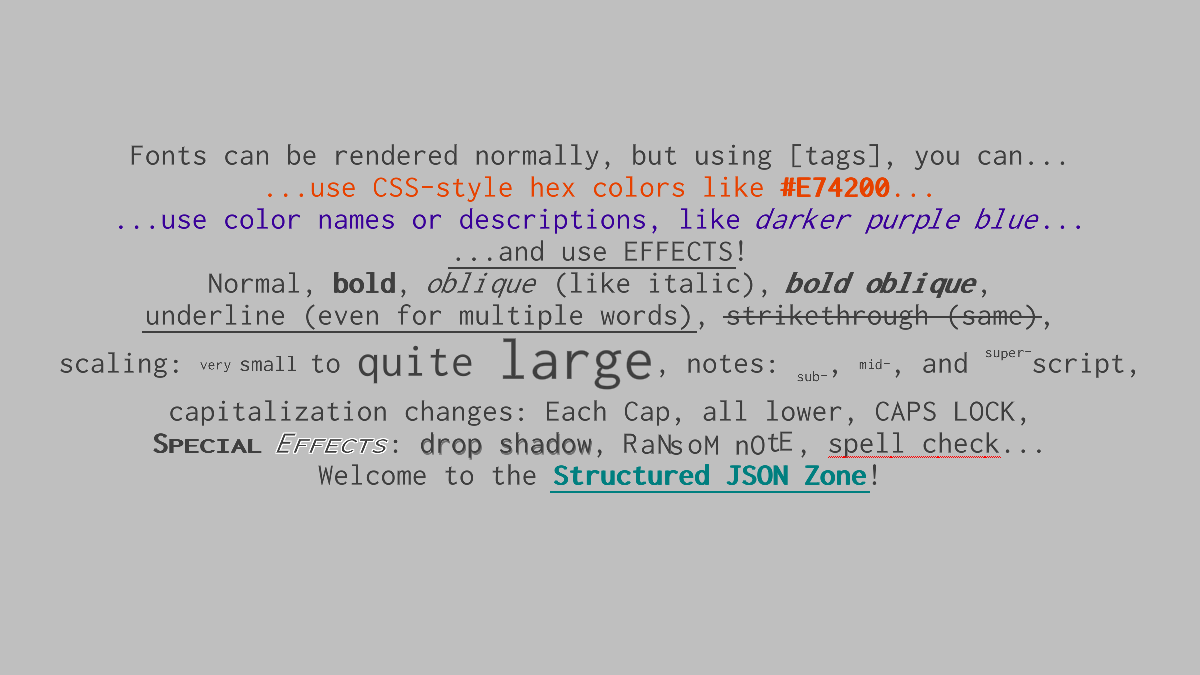 Fonts can be rendered normally, but using [tags], you can...
...use CSS-style hex colors like #E74200...
...use color names or descriptions, like darker purple blue...
...and use EFFECTS!
Normal, bold, oblique (like italic), bold oblique,
underline (even for multiple words), strikethrough (same),
scaling: very small to quite large, notes: sub-, mid-, and super-script,
capitalization changes: Each Cap, all lower, CAPS LOCK,
SPECIAL EFFECTS: drop shadow, RaNsoM nOtE, spell check...
Welcome to the Structured JSON Zone!